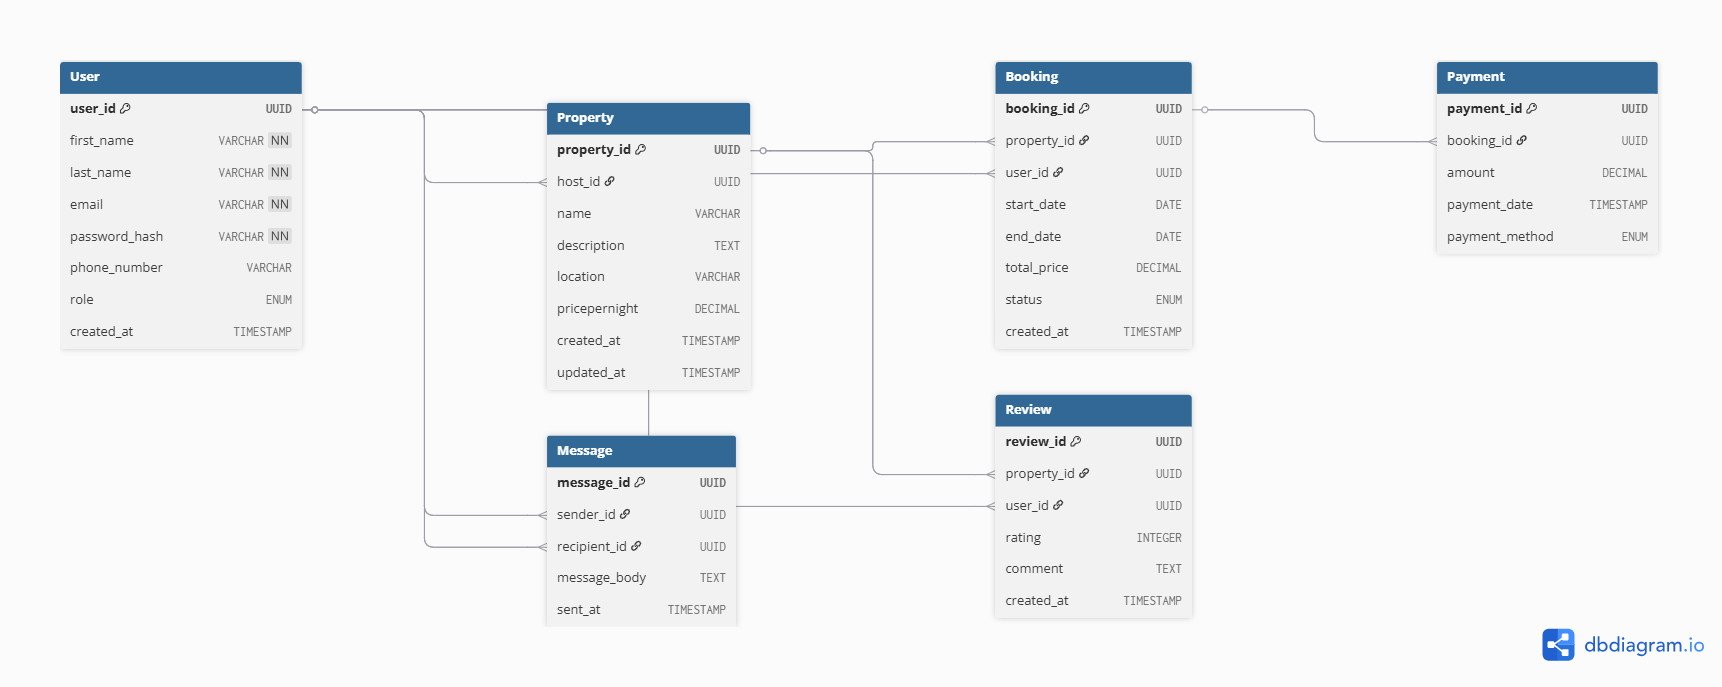 User
user_id UUID
first_name VARCHAR NN
last_name VARCHAR NN
email VARCHAR NN
password_hash VARCHAR NN
phone_number VARCHAR
role ENUM
created_at TIMESTAMP
Property
property_id UUID
host_id UUID
name VARCHAR
description TEXT
location VARCHAR
pricepernight DECIMAL
created_at TIMESTAMP
updated_at TIMESTAMP
Message
message_id UUID
sender_id UUID
recipient_id UUID
message_body TEXT
sent_at TIMESTAMP
Booking
booking_id UUID
property_id UUID
user_id UUID
start_date DATE
end_date DATE
total_price DECIMAL
status ENUM
created_at TIMESTAMP
Review
review_id UUID
property_id UUID
user_id UUID
rating INTEGER
comment TEXT
created_at TIMESTAMP
Payment
payment_id UUID
booking_id UUID
amount DECIMAL
payment_date TIMESTAMP
payment_method ENUM
dbdiagram.io